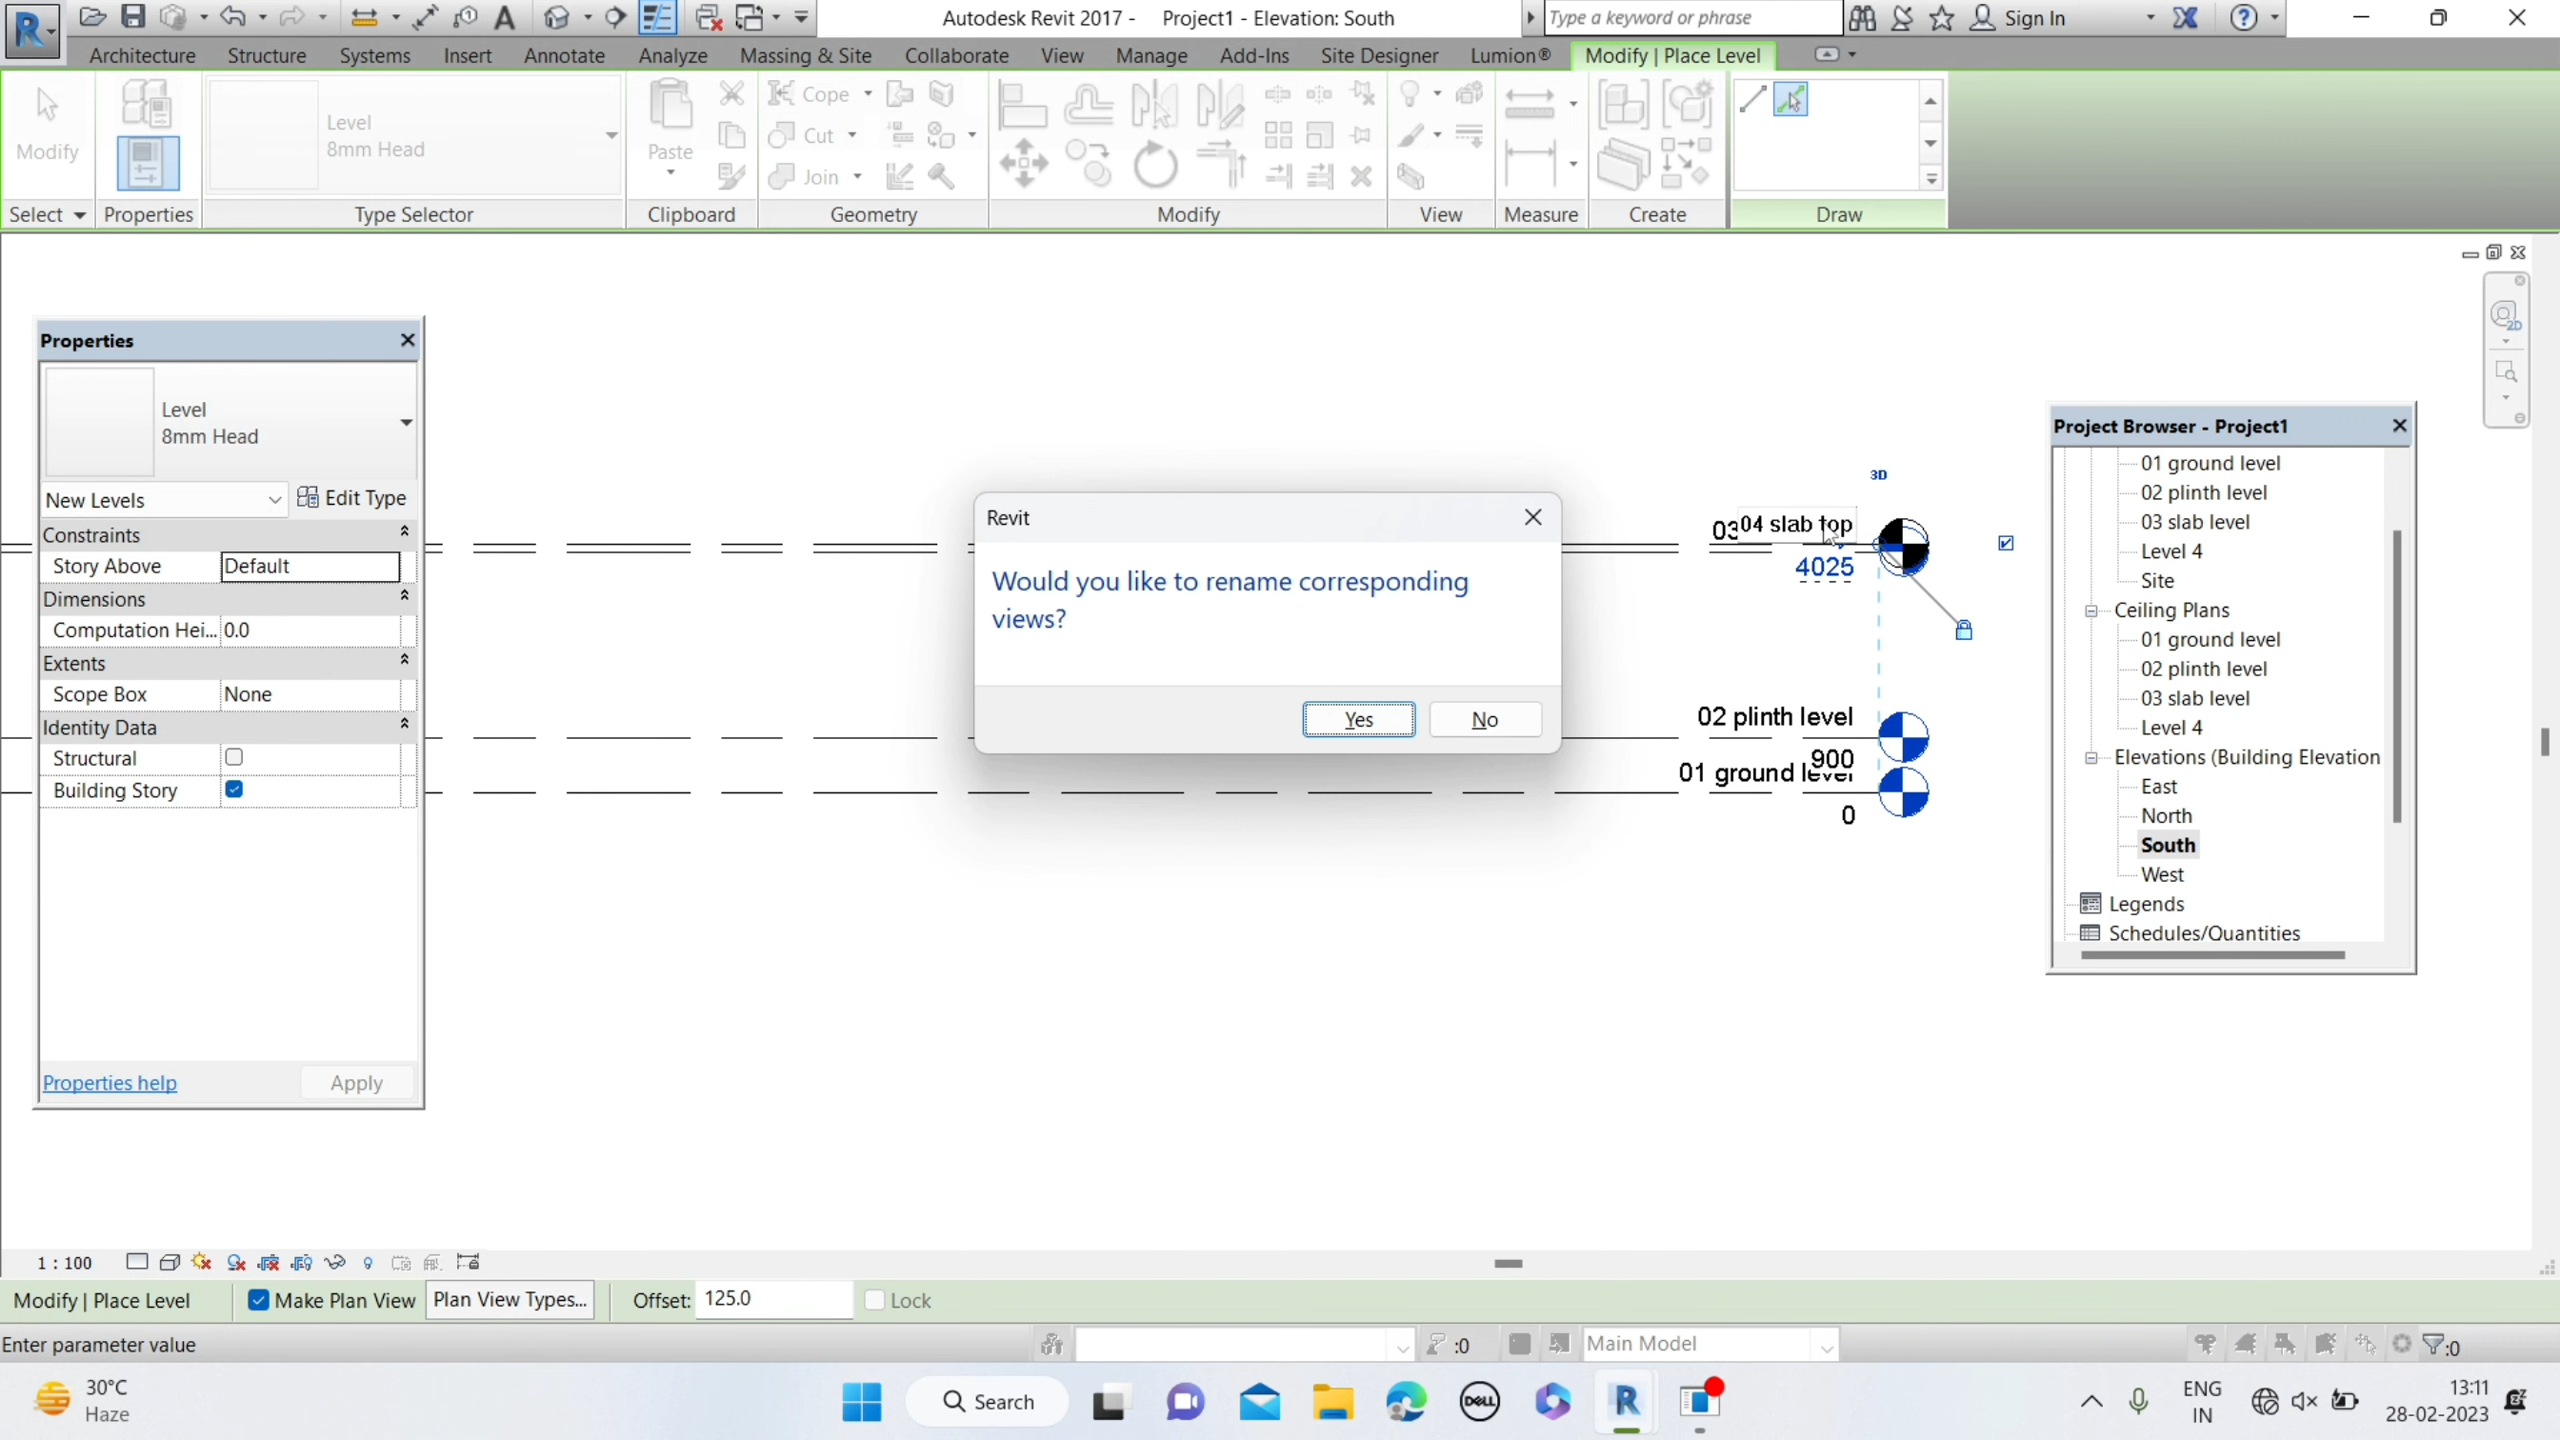 Autodesk Revit 2017 - Project1 - Elevation: South
Type a keyword or phrase
Sign In
Architecture Structure Systems Insert Annotate Analyze Massing & Site Collaborate View Manage Add-Ins Site Designer Lumion® Modify | Place Level
Modify
Level
8mm Head
Paste
Cope
Cut
Join
Select Properties Type Selector Clipboard Geometry Modify View Measure Create Draw
Properties
Level
8mm Head
New Levels
Edit Type
Constraints
Story Above Default
Dimensions
Computation Hei... 0.0
Extents
Scope Box None
Identity Data
Structural
Building Story
Properties help
Apply
Revit
Would you like to rename corresponding
views?
Yes
No
3D
03
04 slab top
4025
02 plinth level
900
01 ground level
0
Project Browser - Project1
01 ground level
02 plinth level
03 slab level
Level 4
Site
Ceiling Plans
01 ground level
02 plinth level
03 slab level
Level 4
Elevations (Building Elevation
East
North
South
West
Legends
Schedules/Quantities
2D
1 : 100
Modify | Place Level Make Plan View Plan View Types... Offset: 125.0 Lock
Enter parameter value
:0
Main Model
:0
30°C
Haze
Search
DELL
ENG
IN
13:11
28-02-2023